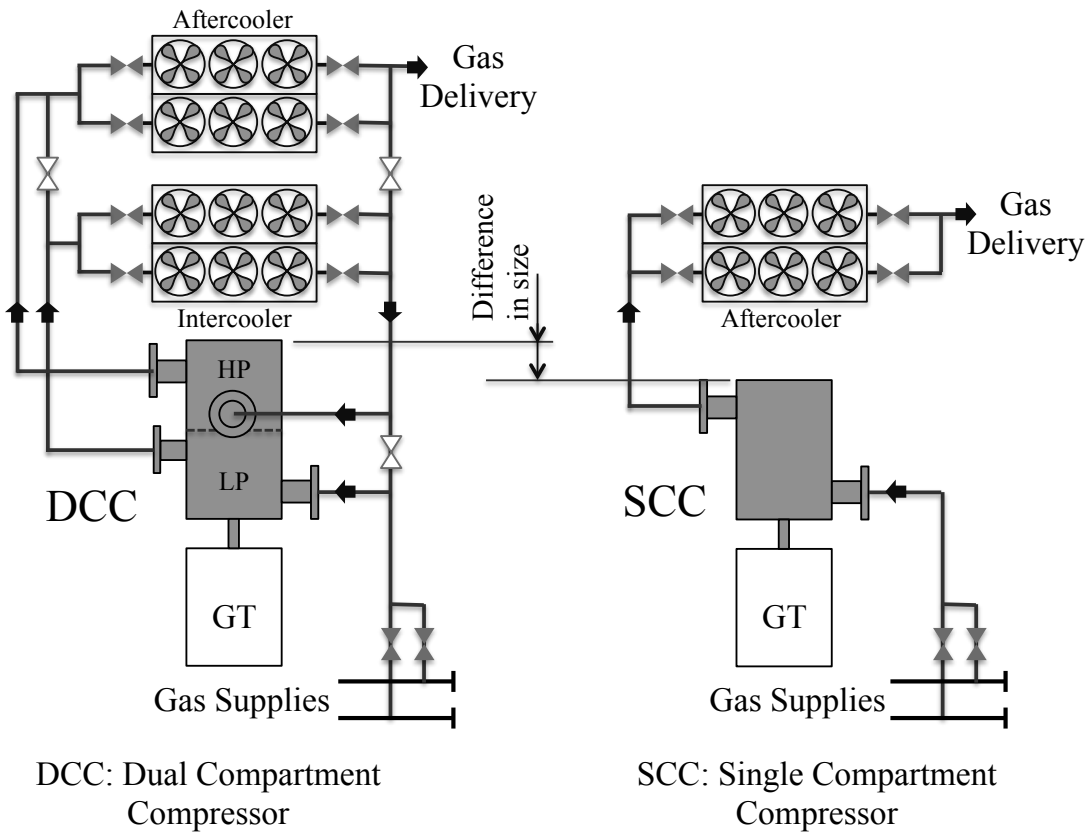 Aftercooler
Gas
Delivery
Intercooler
HP
LP
DCC
GT
Gas Supplies
DCC: Dual Compartment
Compressor
Difference
in size
Gas
Delivery
Aftercooler
SCC
GT
Gas Supplies
SCC: Single Compartment
Compressor